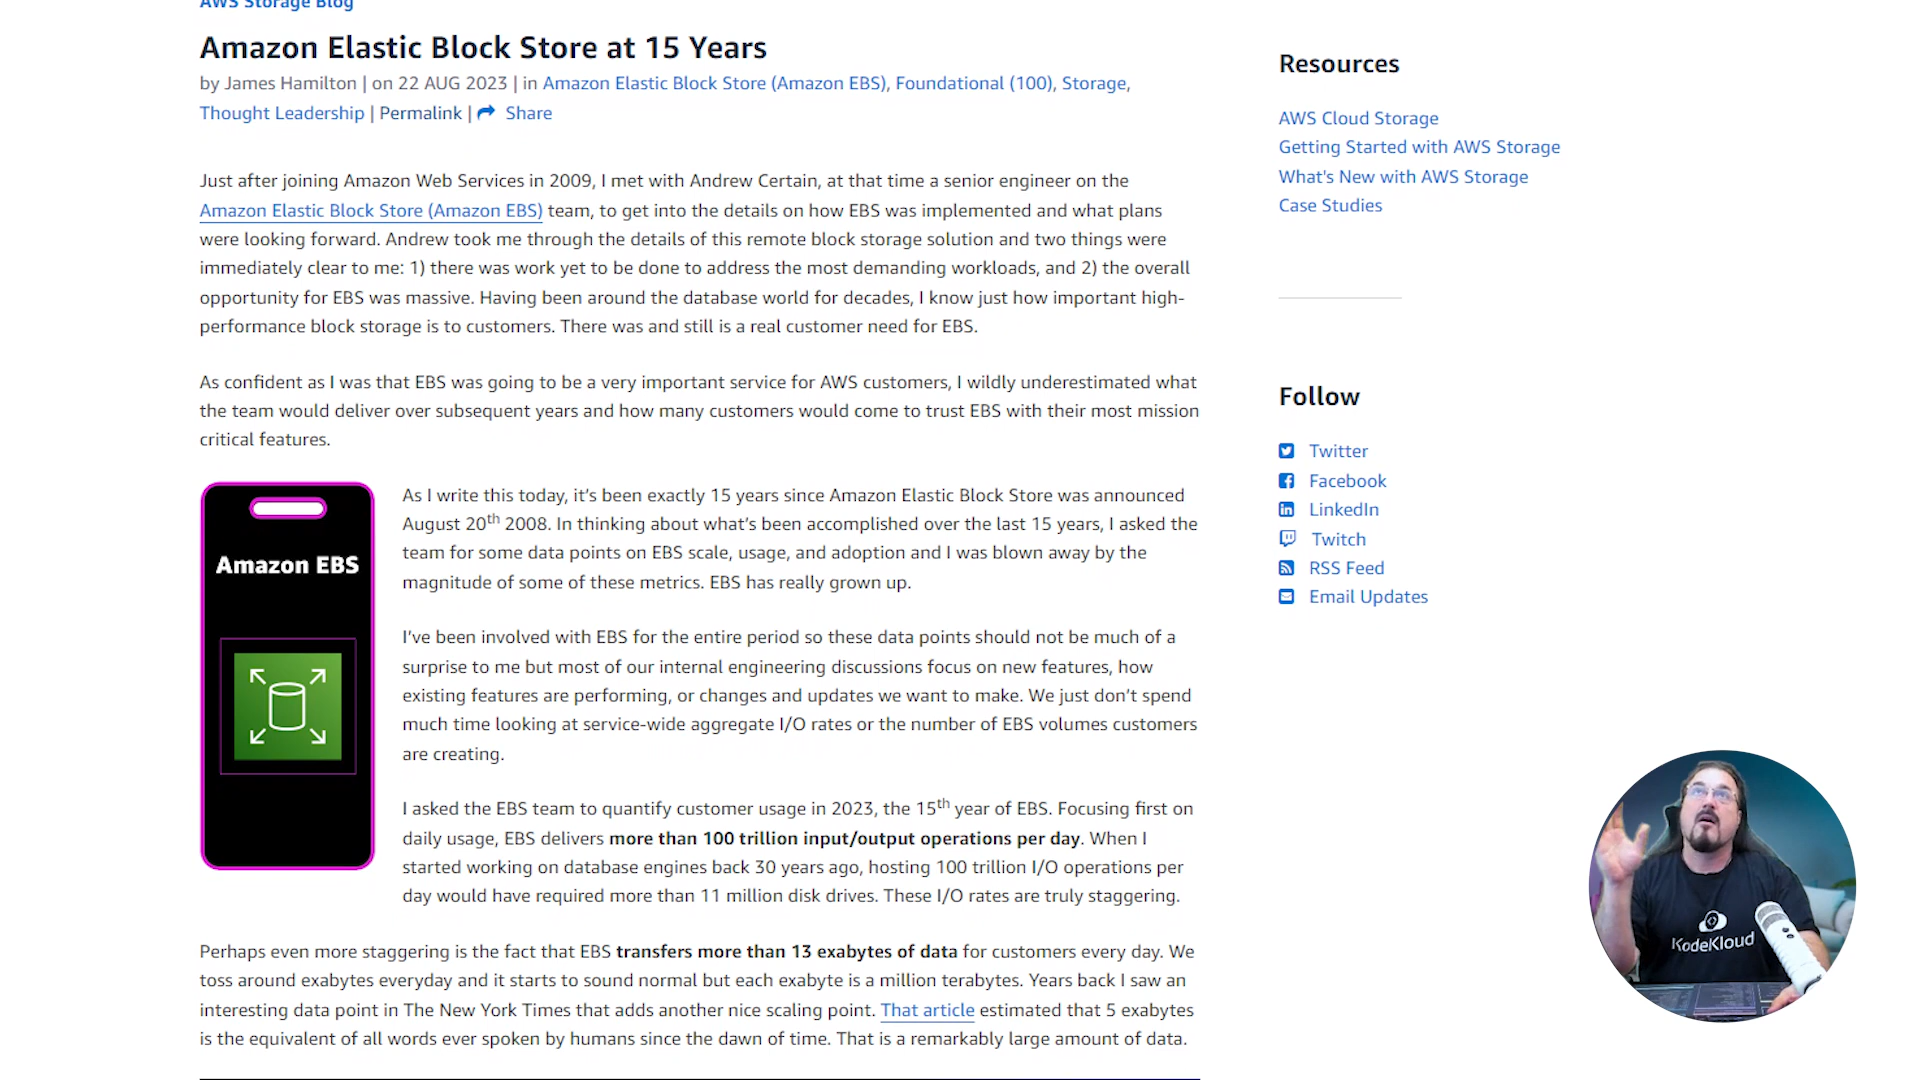 AWS Storage Blog
Amazon Elastic Block Store at 15 Years
by James Hamilton | on 22 AUG 2023 | in Amazon Elastic Block Store (Amazon EBS), Foundational (100), Storage,
Thought Leadership | Permalink | Share
Just after joining Amazon Web Services in 2009, I met with Andrew Certain, at that time a senior engineer on the
Amazon Elastic Block Store (Amazon EBS) team, to get into the details on how EBS was implemented and what plans
were looking forward. Andrew took me through the details of this remote block storage solution and two things were
immediately clear to me: 1) there was work yet to be done to address the most demanding workloads, and 2) the overall
opportunity for EBS was massive. Having been around the database world for decades, I know just how important high-
performance block storage is to customers. There was and still is a real customer need for EBS.
As confident as I was that EBS was going to be a very important service for AWS customers, I wildly underestimated what
the team would deliver over subsequent years and how many customers would come to trust EBS with their most mission
critical features.
Amazon EBS
As I write this today, it’s been exactly 15 years since Amazon Elastic Block Store was announced
August 20th 2008. In thinking about what’s been accomplished over the last 15 years, I asked the
team for some data points on EBS scale, usage, and adoption and I was blown away by the
magnitude of some of these metrics. EBS has really grown up.
I’ve been involved with EBS for the entire period so these data points should not be much of a
surprise to me but most of our internal engineering discussions focus on new features, how
existing features are performing, or changes and updates we want to make. We just don’t spend
much time looking at service-wide aggregate I/O rates or the number of EBS volumes customers
are creating.
I asked the EBS team to quantify customer usage in 2023, the 15th year of EBS. Focusing first on
daily usage, EBS delivers more than 100 trillion input/output operations per day. When I
started working on database engines back 30 years ago, hosting 100 trillion I/O operations per
day would have required more than 11 million disk drives. These I/O rates are truly staggering.
Perhaps even more staggering is the fact that EBS transfers more than 13 exabytes of data for customers every day. We
toss around exabytes everyday and it starts to sound normal but each exabyte is a million terabytes. Years back I saw an
interesting data point in The New York Times that adds another nice scaling point. That article estimated that 5 exabytes
is the equivalent of all words ever spoken by humans since the dawn of time. That is a remarkably large amount of data.
Resources
AWS Cloud Storage
Getting Started with AWS Storage
What's New with AWS Storage
Case Studies
Follow
Twitter
Facebook
LinkedIn
Twitch
RSS Feed
Email Updates
KodeKloud